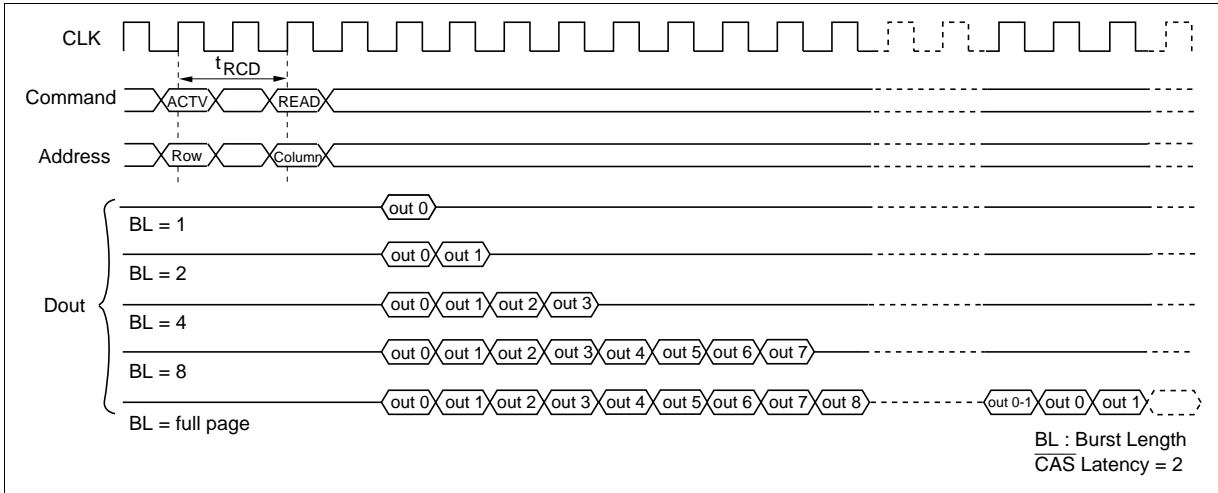 CLK
tRCD
Command ACTV READ
Address Row Column
out 0
BL = 1
out 0 out 1
BL = 2
Dout
out 0 out 1 out 2 out 3
BL = 4
out 0 out 1 out 2 out 3 out 4 out 5 out 6 out 7
BL = 8
out 0 out 1 out 2 out 3 out 4 out 5 out 6 out 7 out 8 out 0-1 out 0 out 1
BL = full page
BL : Burst Length
CAS Latency = 2